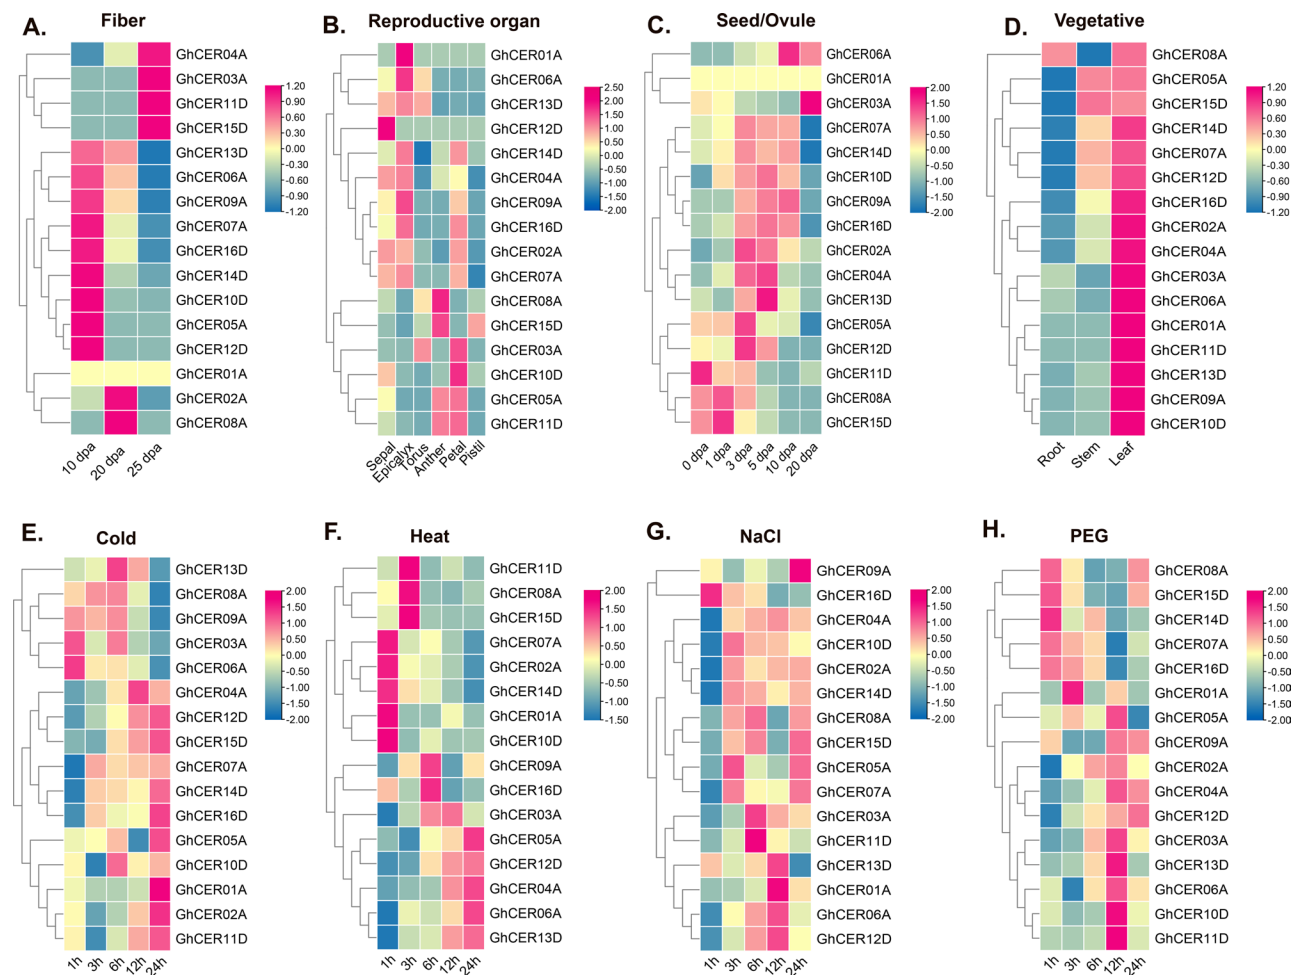 A. Fiber
GhCER04A
GhCER03A
GhCER11D
GhCER15D
GhCER13D
GhCER06A
GhCER09A
GhCER07A
GhCER16D
GhCER14D
GhCER10D
GhCER05A
GhCER12D
GhCER01A
GhCER02A
GhCER08A
10 dpa 20 dpa 25 dpa
1.20
0.90
0.60
0.30
0.00
-0.30
-0.60
-0.90
-1.20
B. Reproductive organ
GhCER01A
GhCER06A
GhCER13D
GhCER12D
GhCER14D
GhCER04A
GhCER09A
GhCER16D
GhCER02A
GhCER07A
GhCER08A
GhCER15D
GhCER03A
GhCER10D
GhCER05A
GhCER11D
Sepal Epicalyx Torus Anther Petal Pistil
2.50
2.00
1.50
1.00
0.50
0.00
-0.50
-1.00
-1.50
-2.00
C. Seed/Ovule
GhCER06A
GhCER01A
GhCER03A
GhCER07A
GhCER14D
GhCER10D
GhCER09A
GhCER16D
GhCER02A
GhCER04A
GhCER13D
GhCER05A
GhCER12D
GhCER11D
GhCER08A
GhCER15D
0 dpa 1 dpa 3 dpa 5 dpa 10 dpa 20 dpa
2.00
1.50
1.00
0.50
0.00
-0.50
-1.00
-1.50
-2.00
D. Vegetative
GhCER08A
GhCER05A
GhCER15D
GhCER14D
GhCER07A
GhCER12D
GhCER16D
GhCER02A
GhCER04A
GhCER03A
GhCER06A
GhCER01A
GhCER11D
GhCER13D
GhCER09A
GhCER10D
Root Stem Leaf
1.20
0.90
0.60
0.30
0.00
-0.30
-0.60
-0.90
-1.20
E. Cold
GhCER13D
GhCER08A
GhCER09A
GhCER03A
GhCER06A
GhCER04A
GhCER12D
GhCER15D
GhCER07A
GhCER14D
GhCER16D
GhCER05A
GhCER10D
GhCER01A
GhCER02A
GhCER11D
1h 3h 6h 12h 24h
2.00
1.50
1.00
0.50
0.00
-0.50
-1.00
-1.50
-2.00
F. Heat
GhCER11D
GhCER08A
GhCER15D
GhCER07A
GhCER02A
GhCER14D
GhCER01A
GhCER10D
GhCER09A
GhCER16D
GhCER03A
GhCER05A
GhCER12D
GhCER04A
GhCER06A
GhCER13D
1h 3h 6h 12h 24h
2.00
1.50
1.00
0.50
0.00
-0.50
-1.00
-1.50
G. NaCl
GhCER09A
GhCER16D
GhCER04A
GhCER10D
GhCER02A
GhCER14D
GhCER08A
GhCER15D
GhCER05A
GhCER07A
GhCER03A
GhCER11D
GhCER13D
GhCER01A
GhCER06A
GhCER12D
1h 3h 6h 12h 24h
2.00
1.50
1.00
0.50
0.00
-0.50
-1.00
-1.50
-2.00
H. PEG
GhCER08A
GhCER15D
GhCER14D
GhCER07A
GhCER16D
GhCER01A
GhCER05A
GhCER09A
GhCER02A
GhCER04A
GhCER12D
GhCER03A
GhCER13D
GhCER06A
GhCER10D
GhCER11D
1h 3h 6h 12h 24h
2.00
1.50
1.00
0.50
0.00
-0.50
-1.00
-1.50
-2.00